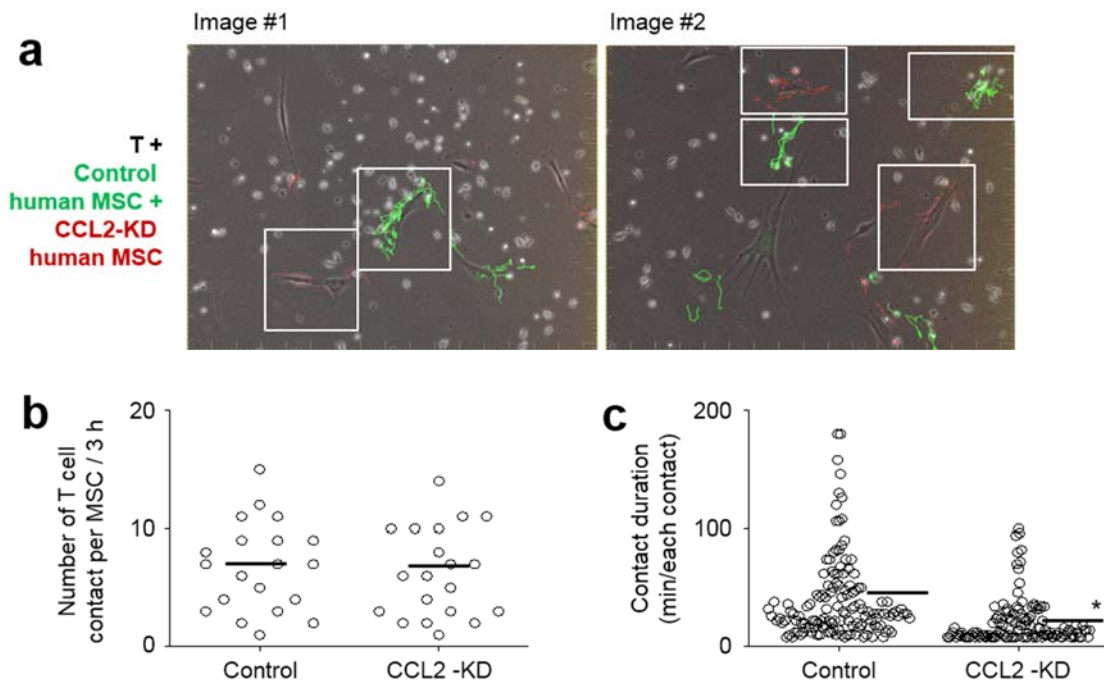 Image #1
Image #2
a
T +
Control
human MSC +
CCL2-KD
human MSC
b
Number of T cell
contact per MSC / 3 h
20
10
0
Control
CCL2 -KD
c
Contact duration
(min/each contact)
200
100
0
*
Control
CCL2 -KD